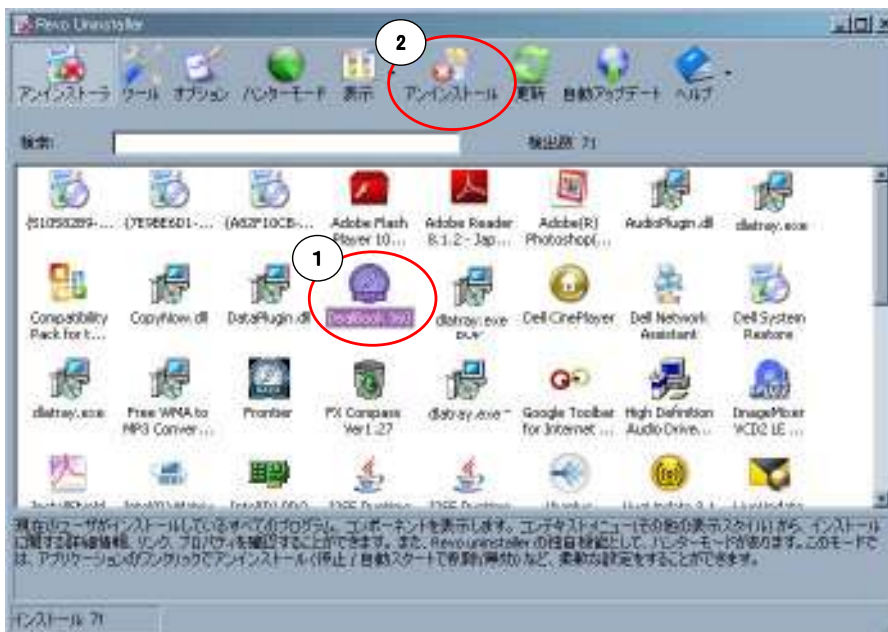 Revo Uninstaller
2
アンインストーラ ツール オプション ハンターモード 表示 アンインストール 更新 自動アップデート ヘルプ
検索: 検出数 71
{51058289-... {7E9BE6D1-... {A62F10CB-... Adobe Flash Adobe Reader Adobe(R) AudioPlugin.dll dlatray.exe
Player 10... 8.1.2 - Jap... Photoshop(...
1
Compatibility CopyNow.dll DataPlugin.dll dlatray.exe Dell CinePlayer Dell Network Dell System
Pack for t... Assistant Restore
dlatray.exe Free WMA to Frontier FX Compass dlatray.exe Google Toolbar High Definition ImageMixer
MP3 Conver... Ver1.27 for Internet ... Audio Drive... VCD2 LE ...
現在のユーザがインストールしているすべてのプログラム、コンポーネントを表示します。コンテキストメニュー(その他の表示スタイル)から、インストール
に関する詳細情報、リンク、プロパティを確認することができます。また、Revouninstaller の独自機能として、ハンターモードがあります。このモードで
は、アプリケーションのワンクリックでアンインストール(停止 / 自動スタートで削除/解放)など、柔軟な設定をすることができます。
インストール 71